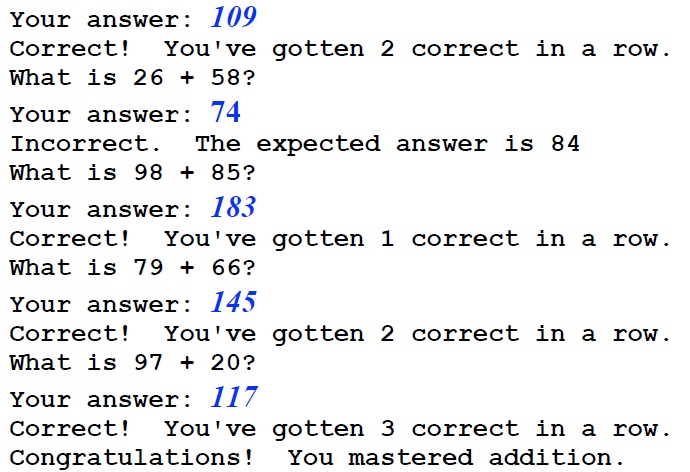 Your answer: 109
Correct!  You've gotten 2 correct in a row.
What is 26 + 58?
Your answer: 74
Incorrect.  The expected answer is 84
What is 98 + 85?
Your answer: 183
Correct!  You've gotten 1 correct in a row.
What is 79 + 66?
Your answer: 145
Correct!  You've gotten 2 correct in a row.
What is 97 + 20?
Your answer: 117
Correct!  You've gotten 3 correct in a row.
Congratulations!  You mastered addition.